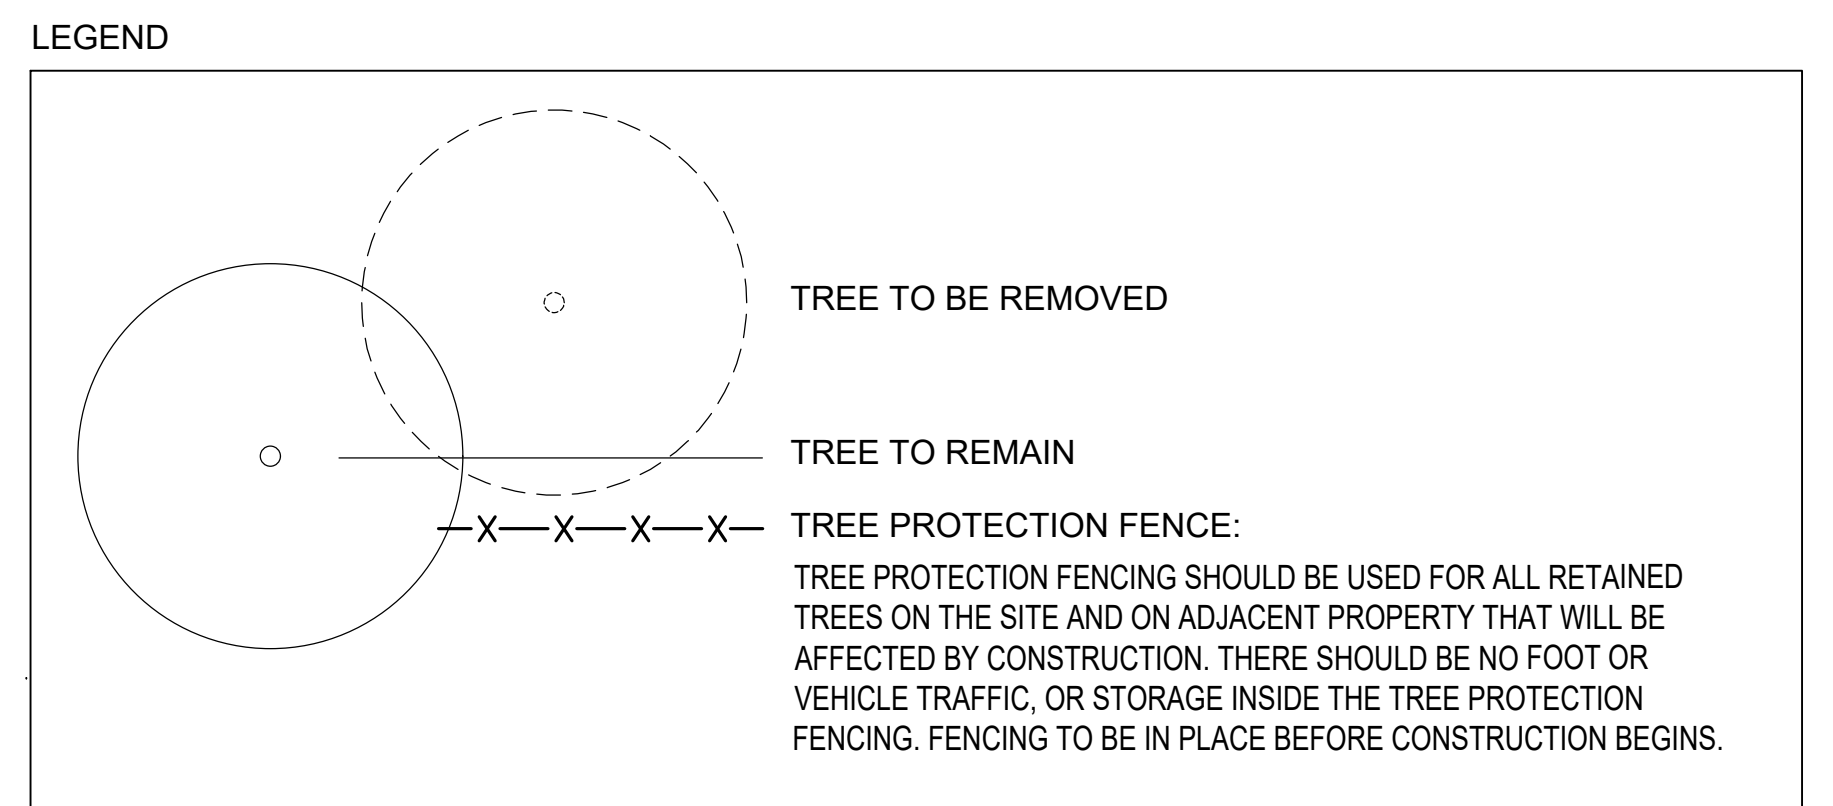 LEGEND
TREE TO BE REMOVED
TREE TO REMAIN
X X X X
TREE PROTECTION FENCE:
TREE PROTECTION FENCING SHOULD BE USED FOR ALL RETAINED
TREES ON THE SITE AND ON ADJACENT PROPERTY THAT WILL BE
AFFECTED BY CONSTRUCTION. THERE SHOULD BE NO FOOT OR
VEHICLE TRAFFIC, OR STORAGE INSIDE THE TREE PROTECTION
FENCING. FENCING TO BE IN PLACE BEFORE CONSTRUCTION BEGINS.